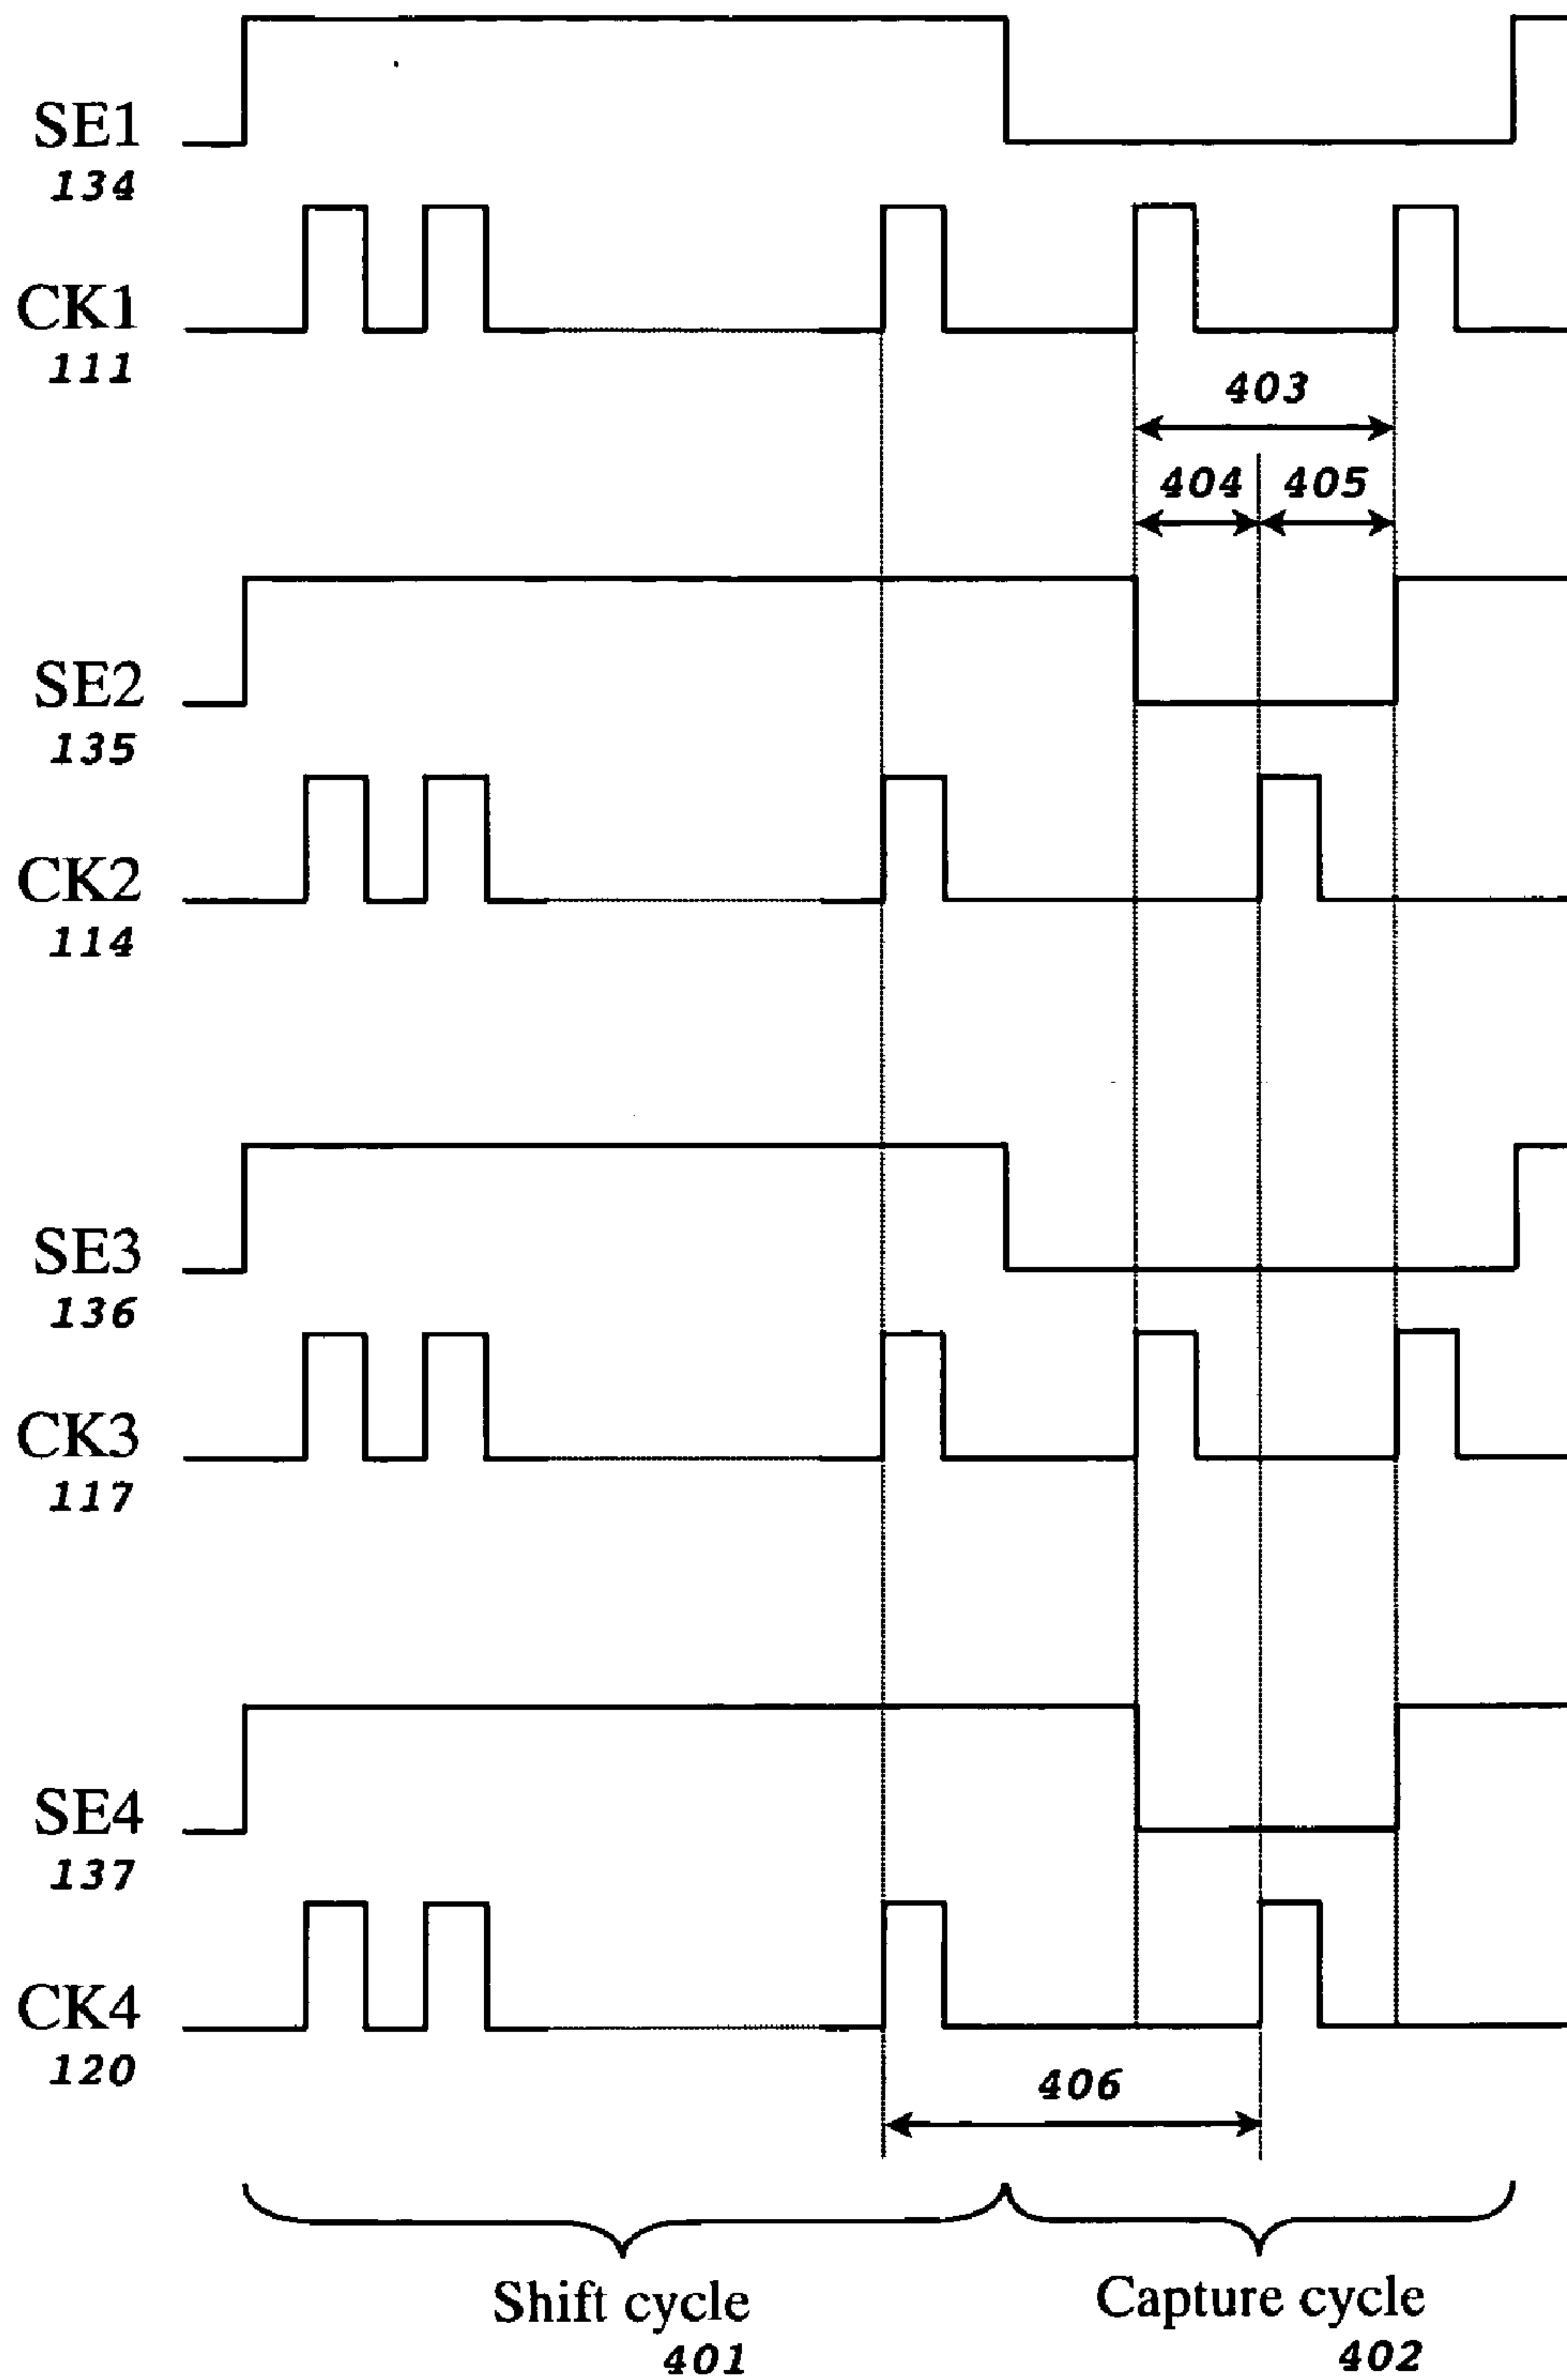 SE1
134
CK1
111
403
404
405
SE2
135
CK2
114
SE3
136
CK3
117
SE4
137
CK4
120
406
Shift cycle
401
Capture cycle
402